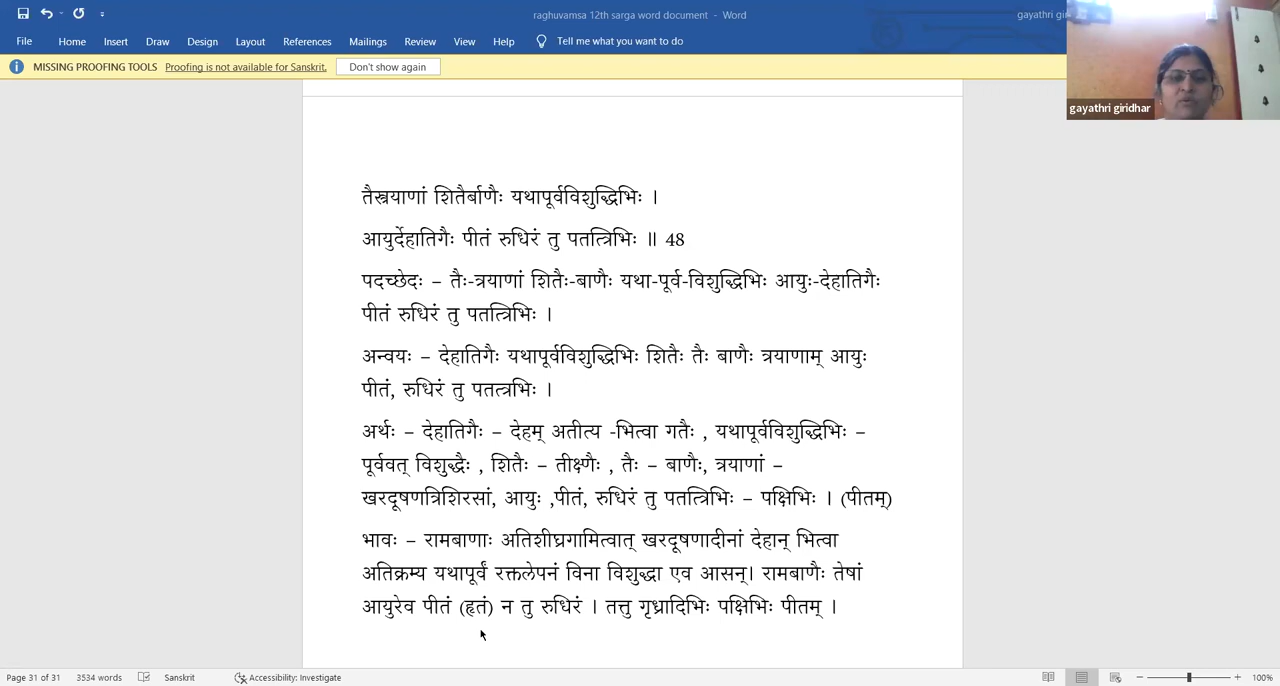 raghuvamsa 12th sarga word document - Word
gayathri gi
File Home Insert Draw Design Layout References Mailings Review View Help Tell me what you want to do
MISSING PROOFING TOOLS Proofing is not available for Sanskrit. Don't show again
gayathri giridhar
तैस्त्रयाणां शितैर्बाणैः यथापूर्वविशुद्धिभिः ।
आयुर्देहातिगैः पीतं रुधिरं तु पतत्त्रिभिः ॥ 48
पदच्छेदः – तैः-त्रयाणां शितैः-बाणैः यथा-पूर्व-विशुद्धिभिः आयुः-देहातिगैः
पीतं रुधिरं तु पतत्त्रिभिः ।
अन्वयः – देहातिगैः यथापूर्वविशुद्धिभिः शितैः तैः बाणैः त्रयाणाम् आयुः
पीतं, रुधिरं तु पतत्त्रभिः ।
अर्थः – देहातिगैः – देहम् अतीत्य -भित्वा गतैः , यथापूर्वविशुद्धिभिः –
पूर्ववत् विशुद्धैः , शितैः – तीक्ष्णैः , तैः – बाणैः, त्रयाणां –
खरदूषणत्रिशिरसां, आयुः ,पीतं, रुधिरं तु पतत्त्रिभिः – पक्षिभिः । (पीतम्)
भावः – रामबाणाः अतिशीघ्रगामित्वात् खरदूषणादीनां देहान् भित्वा
अतिक्रम्य यथापूर्वं रक्तलेपनं विना विशुद्धा एव आसन्। रामबाणैः तेषां
आयुरेव पीतं (हृतं) न तु रुधिरं । तत्तु गृध्रादिभिः पक्षिभिः पीतम् ।
Page 31 of 31 3534 words Sanskrit Accessibility: Investigate 100%